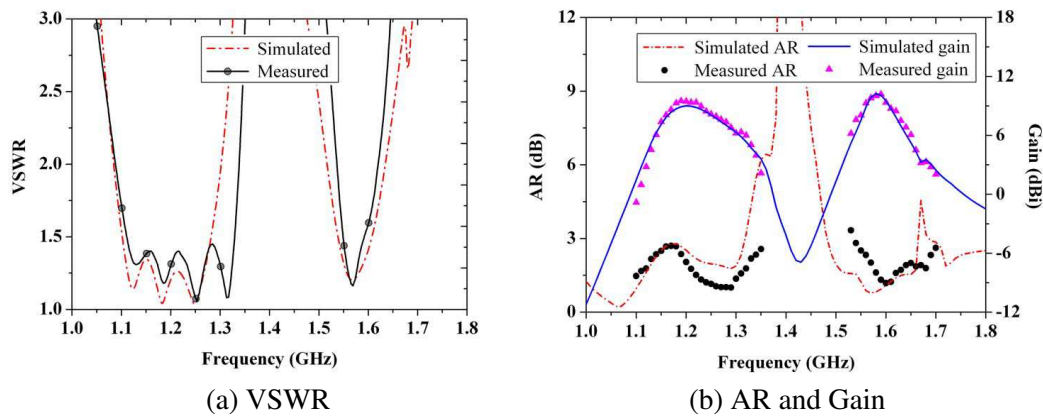 3.0
2.5
2.0
1.5
1.0
VSWR
Simulated
Measured
1.0 1.1 1.2 1.3 1.4 1.5 1.6 1.7 1.8
Frequency (GHz)
(a) VSWR
12
9
6
3
0
AR (dB)
Simulated AR
Measured AR
Simulated gain
Measured gain
18
12
6
0
-6
-12
Gain (dBi)
1.0 1.1 1.2 1.3 1.4 1.5 1.6 1.7 1.8
Frequency (GHz)
(b) AR and Gain